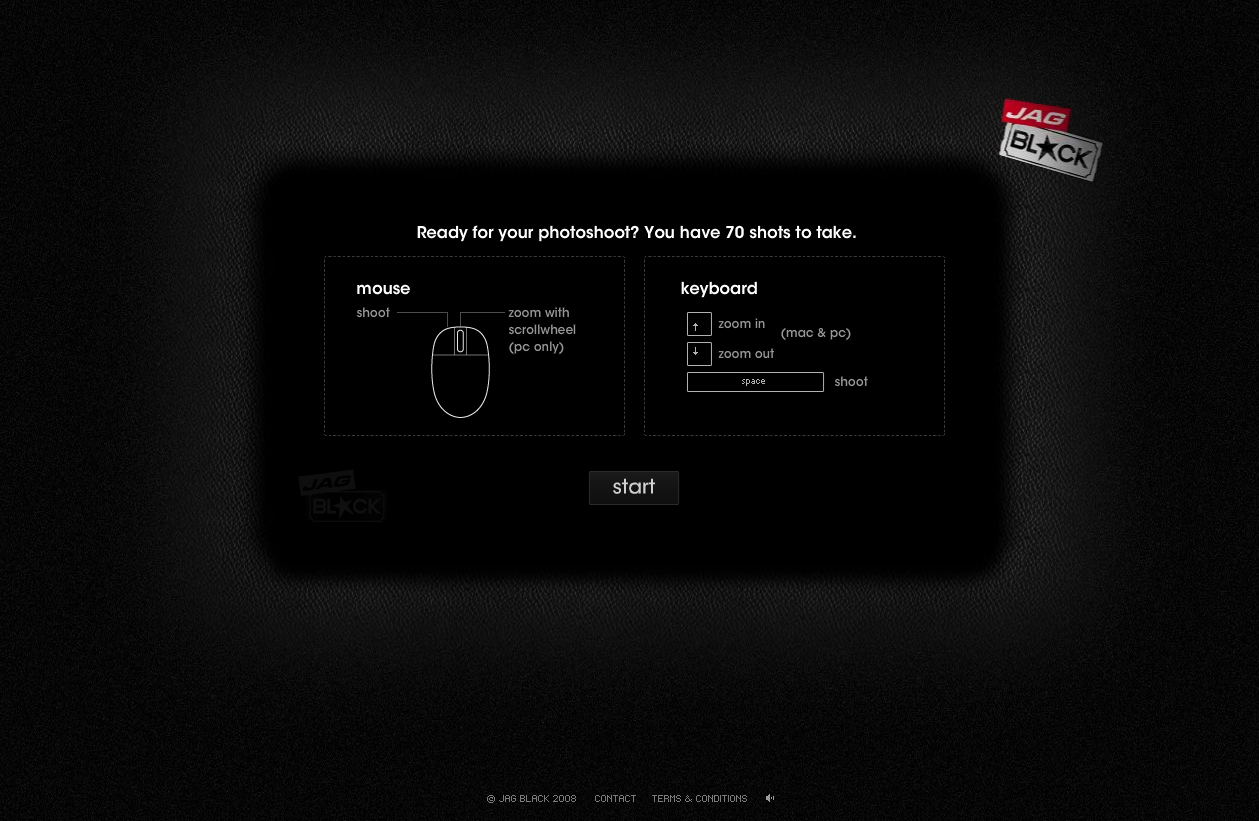 JAG
BL★CK
Ready for your photoshoot? You have 70 shots to take.
mouse
shoot
zoom with
scrollwheel
(pc only)
keyboard
↑ zoom in
(mac & pc)
↓ zoom out
space shoot
JAG
BL★CK
start
© JAG BLACK 2008 CONTACT TERMS & CONDITIONS